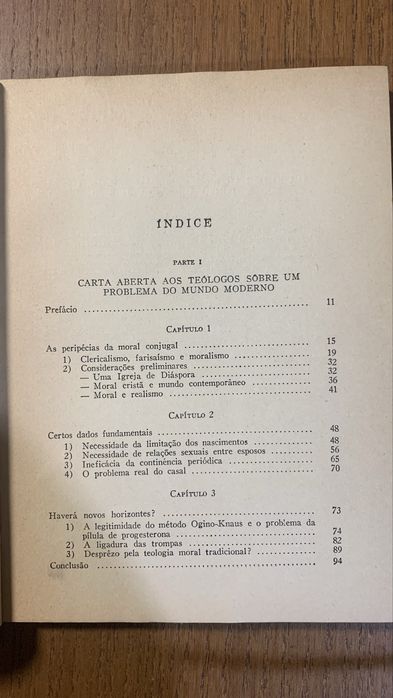 ÍNDICE
PARTE I
CARTA ABERTA AOS TEÓLOGOS SÔBRE UM
PROBLEMA DO MUNDO MODERNO
Prefácio 11
CAPÍTULO 1
As peripécias da moral conjugal 15
1) Clericalismo, farisaísmo e moralismo 19
2) Considerações preliminares 32
— Uma Igreja de Diáspora 32
— Moral cristã e mundo contemporâneo 36
— Moral e realismo 41
CAPÍTULO 2
Certos dados fundamentais 48
1) Necessidade da limitação dos nascimentos 48
2) Necessidade de relações sexuais entre esposos 56
3) Ineficácia da continência periódica 65
4) O problema real do casal 70
CAPÍTULO 3
Haverá novos horizontes? 73
1) A legitimidade do método Ogino-Knaus e o problema da
pílula de progesterona 74
2) A ligadura das trompas 82
3) Desprêzo pela teologia moral tradicional? 89
Conclusão 94